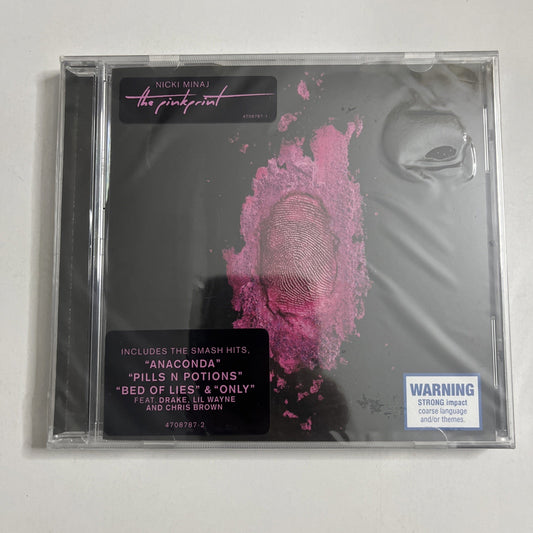 NICKI MINAJ
the pinkprint
4708787-1
INCLUDES THE SMASH HITS,
“ANACONDA”
“PILLS N POTIONS”
“BED OF LIES” & “ONLY”
FEAT. DRAKE, LIL WAYNE
AND CHRIS BROWN
4708787-2
WARNING
STRONG impact
coarse language
and/or themes.